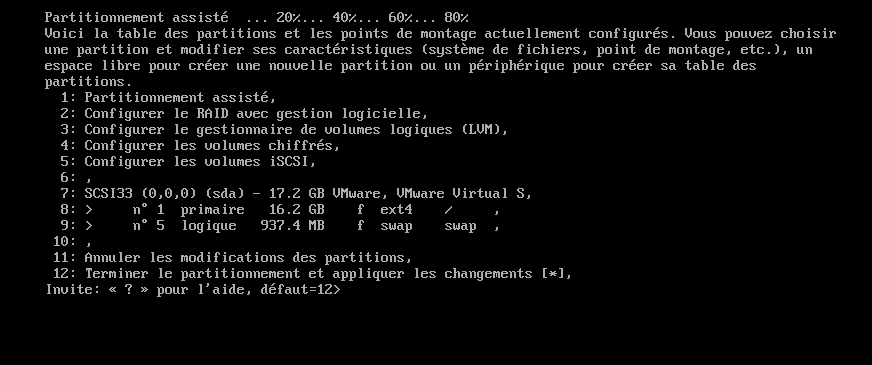 Partitionnement assisté  ... 20%... 40%... 60%... 80%
Voici la table des partitions et les points de montage actuellement configurés. Vous pouvez choisir
une partition et modifier ses caractéristiques (système de fichiers, point de montage, etc.), un
espace libre pour créer une nouvelle partition ou un périphérique pour créer sa table des
partitions.
  1: Partitionnement assisté,
  2: Configurer le RAID avec gestion logicielle,
  3: Configurer le gestionnaire de volumes logiques (LVM),
  4: Configurer les volumes chiffrés,
  5: Configurer les volumes iSCSI,
  6: ,
  7: SCSI33 (0,0,0) (sda) - 17.2 GB VMware, VMware Virtual S,
  8: >     n° 1  primaire   16.2 GB    f  ext4    /     ,
  9: >     n° 5  logique   937.4 MB    f  swap    swap  ,
 10: ,
 11: Annuler les modifications des partitions,
 12: Terminer le partitionnement et appliquer les changements [*],
Invite: « ? » pour l'aide, défaut=12>